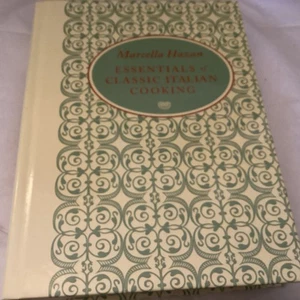 Marcella Hazan
ESSENTIALS of
CLASSIC ITALIAN
COOKING